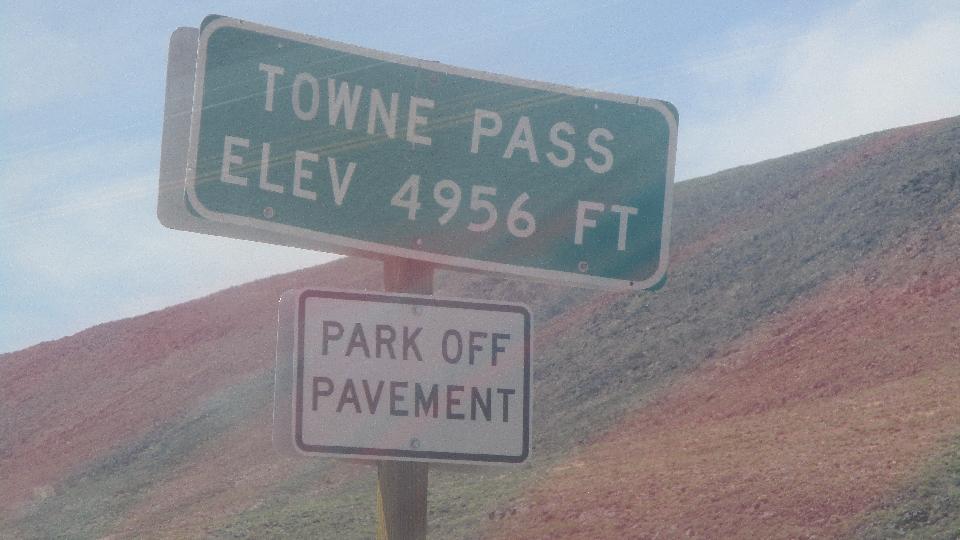 TOWNE PASS
ELEV 4956 FT
PARK OFF
PAVEMENT